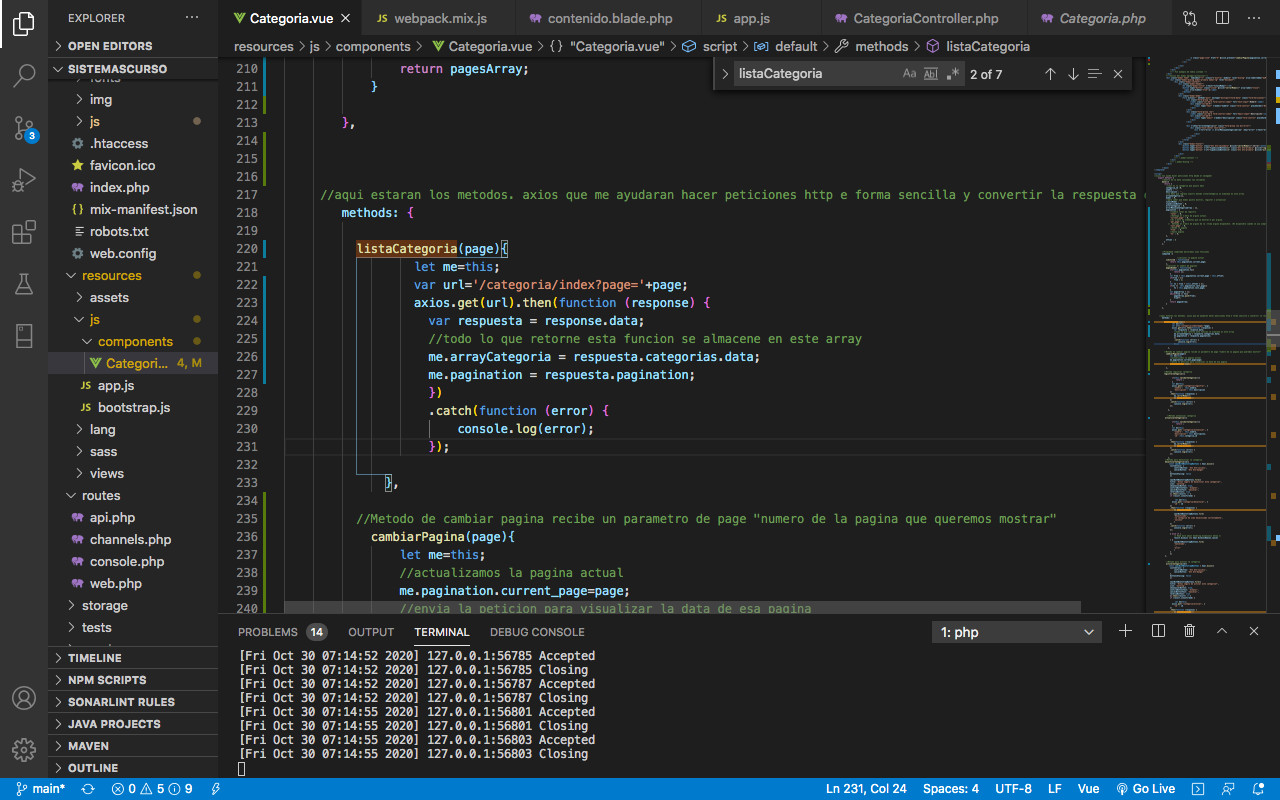 EXPLORER
OPEN EDITORS
SISTEMASCURSO
fonts
img
js
.htaccess
favicon.ico
index.php
mix-manifest.json
robots.txt
web.config
resources
assets
js
components
Categori... 4, M
app.js
bootstrap.js
lang
sass
views
routes
api.php
channels.php
console.php
web.php
storage
tests
TIMELINE
NPM SCRIPTS
SONARLINT RULES
JAVA PROJECTS
MAVEN
OUTLINE
3
Categoria.vue
JS webpack.mix.js
contenido.blade.php
JS app.js
CategoriaController.php
Categoria.php
resources > js > components > Categoria.vue > {} "Categoria.vue" > script > default > methods > listaCategoria
listaCategoria Aa Abl .* 2 of 7
210 return pagesArray;
211 }
212
213 },
214
215
216
217 //aqui estaran los metodos. axios que me ayudaran hacer peticiones http e forma sencilla y convertir la respuesta
218 methods: {
219
220 listaCategoria(page){
221 let me=this;
222 var url='/categoria/index?page='+page;
223 axios.get(url).then(function (response) {
224 var respuesta = response.data;
225 //todo lo que retorne esta funcion se almacene en este array
226 me.arrayCategoria = respuesta.categorias.data;
227 me.pagination = respuesta.pagination;
228 })
229 .catch(function (error) {
230 console.log(error);
231 });
232
233 },
234
235 //Metodo de cambiar pagina recibe un parametro de page "numero de la pagina que queremos mostrar"
236 cambiarPagina(page){
237 let me=this;
238 //actualizamos la pagina actual
239 me.pagination.current_page=page;
240 //envia la peticion para visualizar la data de esa pagina
PROBLEMS 14 OUTPUT TERMINAL DEBUG CONSOLE 1: php
[Fri Oct 30 07:14:52 2020] 127.0.0.1:56785 Accepted
[Fri Oct 30 07:14:52 2020] 127.0.0.1:56785 Closing
[Fri Oct 30 07:14:52 2020] 127.0.0.1:56787 Accepted
[Fri Oct 30 07:14:52 2020] 127.0.0.1:56787 Closing
[Fri Oct 30 07:14:55 2020] 127.0.0.1:56801 Accepted
[Fri Oct 30 07:14:55 2020] 127.0.0.1:56801 Closing
[Fri Oct 30 07:14:55 2020] 127.0.0.1:56803 Accepted
[Fri Oct 30 07:14:55 2020] 127.0.0.1:56803 Closing
main* 0 5 9 Ln 231, Col 24 Spaces: 4 UTF-8 LF Vue Go Live